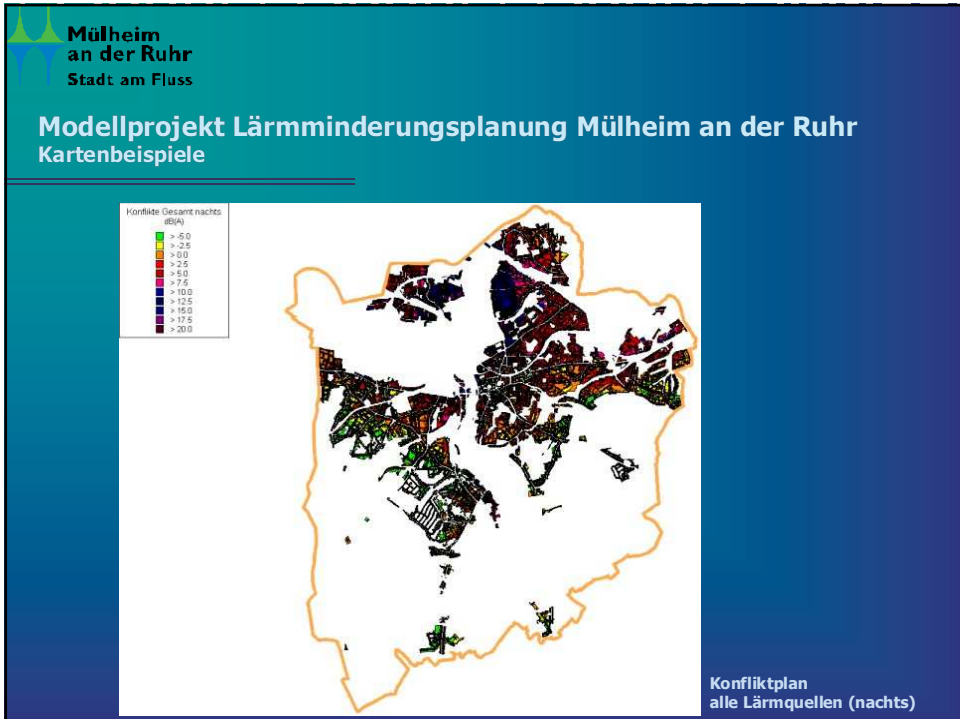 Mülheim
an der Ruhr
Stadt am Fluss
Modellprojekt Lärmminderungsplanung Mülheim an der Ruhr
Kartenbeispiele
Konflikte Gesamt nachts
dB(A)
> -5.0
> -2.5
> 0.0
> 2.5
> 5.0
> 7.5
> 10.0
> 12.5
> 15.0
> 17.5
> 20.0
Konfliktplan
alle Lärmquellen (nachts)